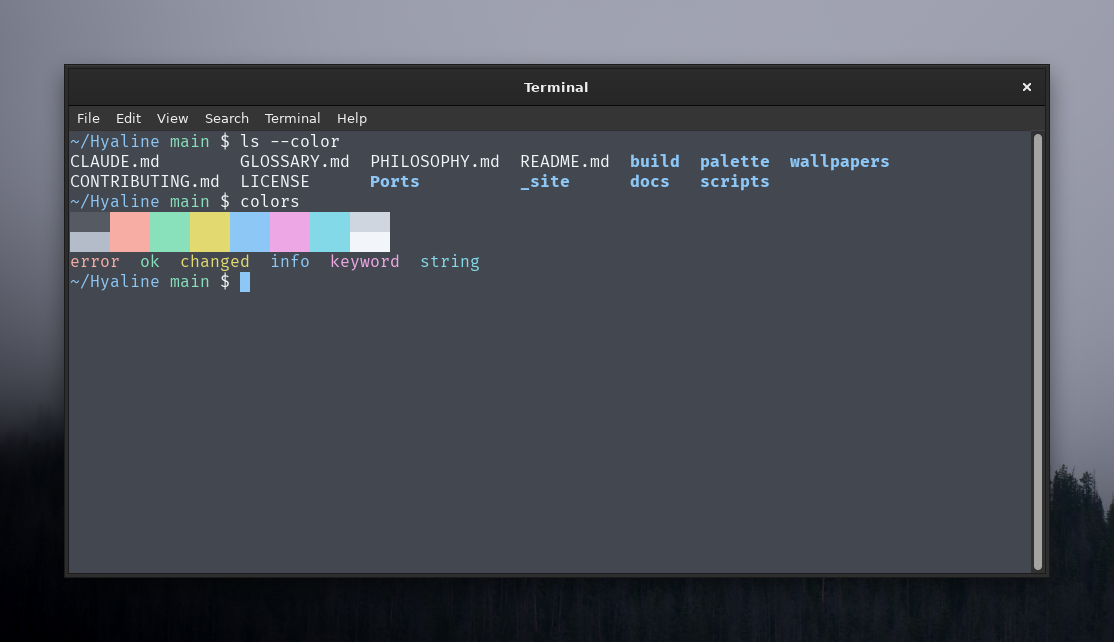 Terminal ×
File Edit View Search Terminal Help
~/Hyaline main $ ls --color
CLAUDE.md GLOSSARY.md PHILOSOPHY.md README.md build palette wallpapers
CONTRIBUTING.md LICENSE Ports _site docs scripts
~/Hyaline main $ colors
error ok changed info keyword string
~/Hyaline main $